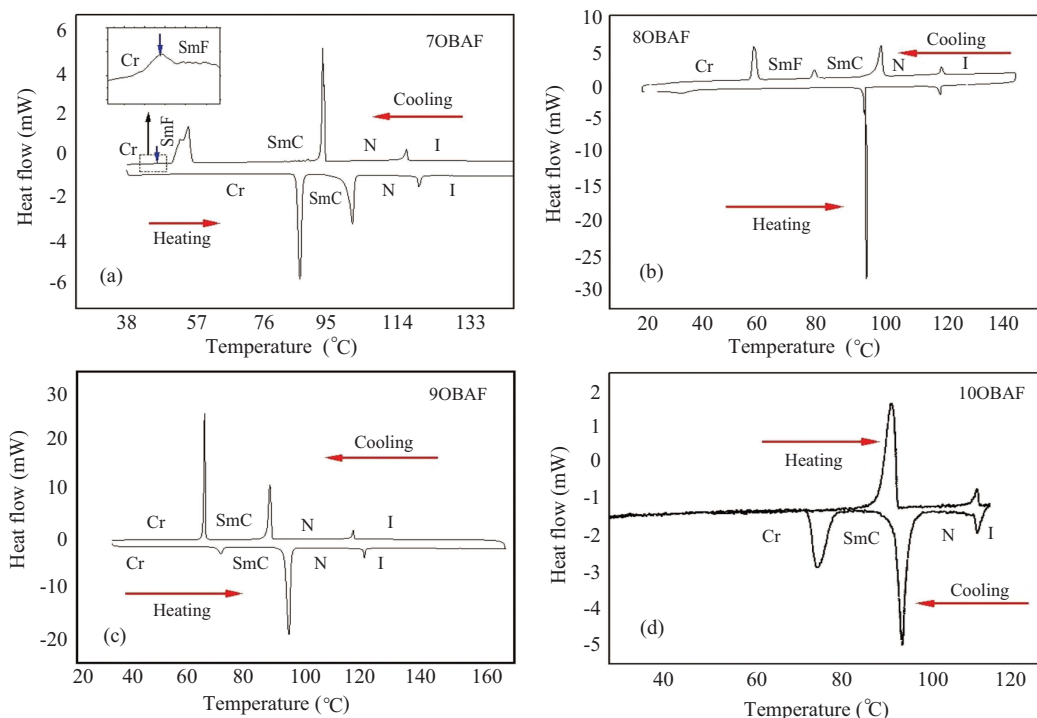 7OBAF
6
4
2
0
-2
-4
-6
Heat flow (mW)
Cr
SmF
Cooling
SmF
Cr
SmC
N
I
Cr
SmC
N
I
Heating
(a)
38 57 76 95 114 133
Temperature (℃)
8OBAF
10
5
0
-5
-10
-15
-20
-25
-30
Heat flow (mW)
Cooling
Cr
SmF
SmC
N
I
Heating
(b)
20 40 60 80 100 120 140
Temperature (℃)
9OBAF
30
20
10
0
-10
-20
Heat flow (mW)
Cooling
Cr
SmC
N
I
Cr
SmC
N
I
Heating
(c)
20 40 60 80 100 120 140 160
Temperature (℃)
10OBAF
2
1
0
-1
-2
-3
-4
-5
Heat flow (mW)
Heating
Cr
SmC
N
I
Cooling
(d)
40 60 80 100 120
Temperature (℃)